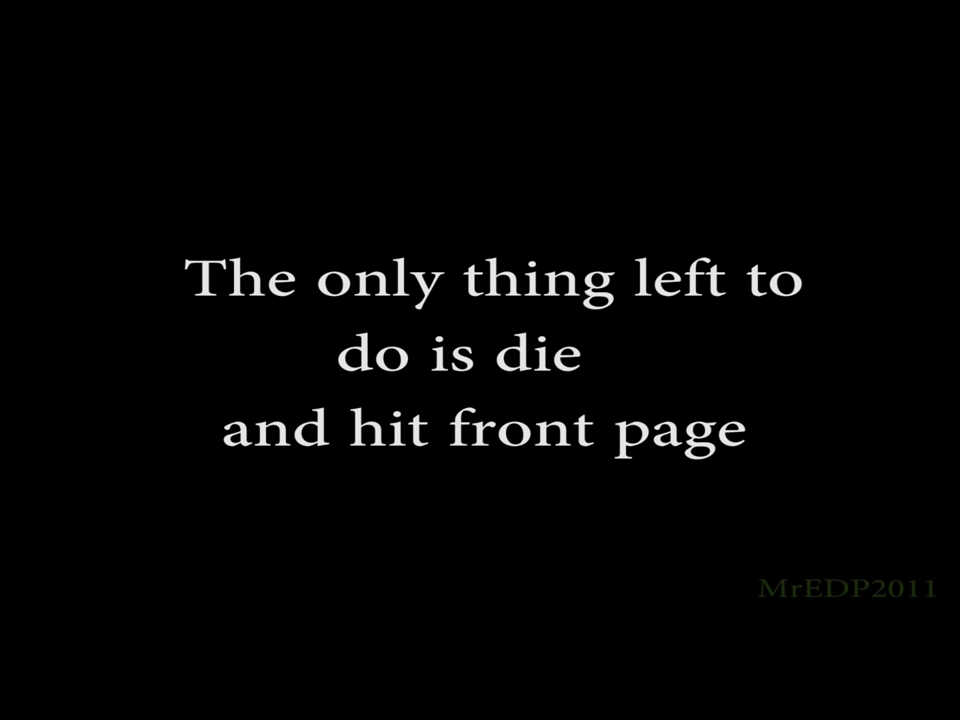 The only thing left to
do is die
and hit front page
MrEDP2011